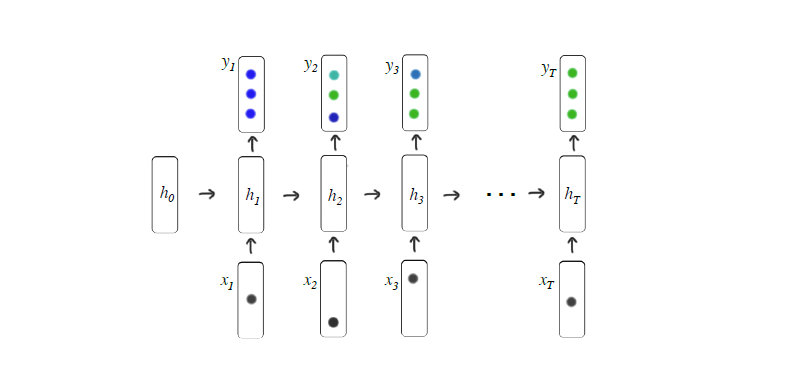 y1 y2 y3 yT
h0 h1 h2 h3 ... hT
x1 x2 x3 xT